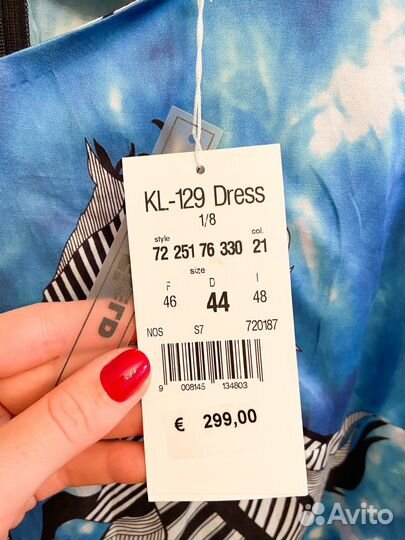 KL-129 Dress
1/8
style col.
72 251 76 330 21
size
F D I
46 44 48
NOS S7 720187
9 008145 134803
€ 299,00
Avito